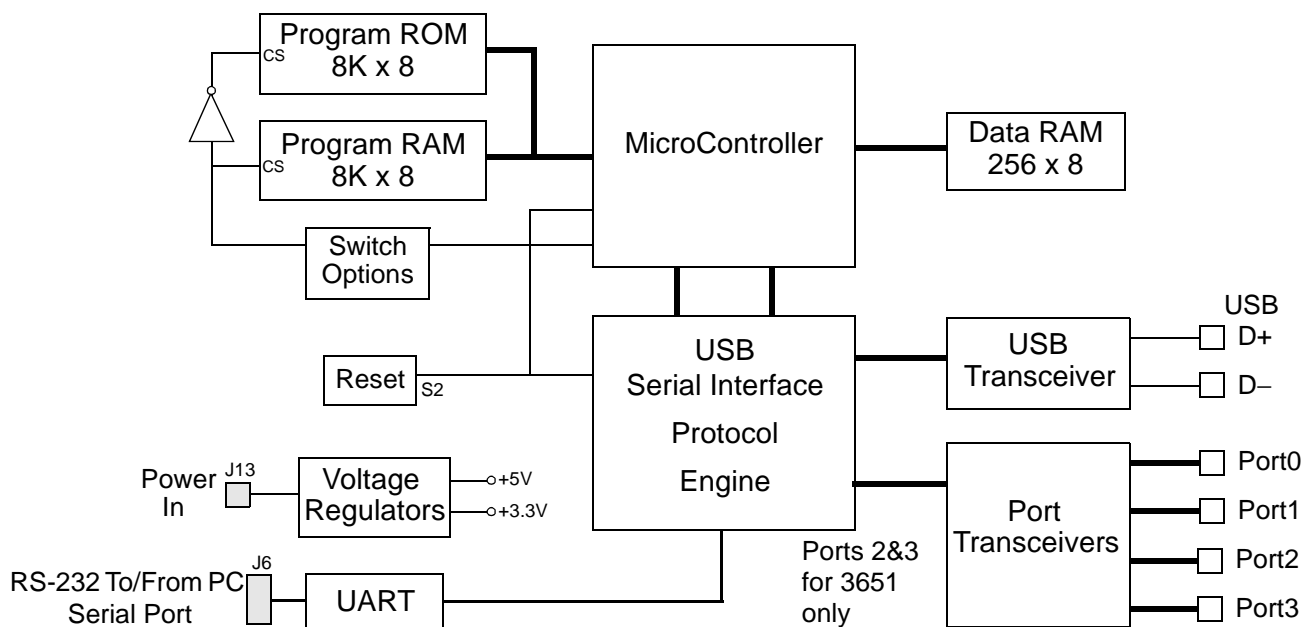 Program ROM
8K x 8
CS
Program RAM
8K x 8
CS
MicroController
Data RAM
256 x 8
Switch
Options
Reset
S2
USB
Serial Interface
Protocol
Engine
USB
Transceiver
USB
D+
D−
Power
In
J13
Voltage
Regulators
+5V
+3.3V
Port
Transceivers
Port0
Port1
Port2
Port3
Ports 2&3
for 3651
only
RS-232 To/From PC
Serial Port
J6
UART